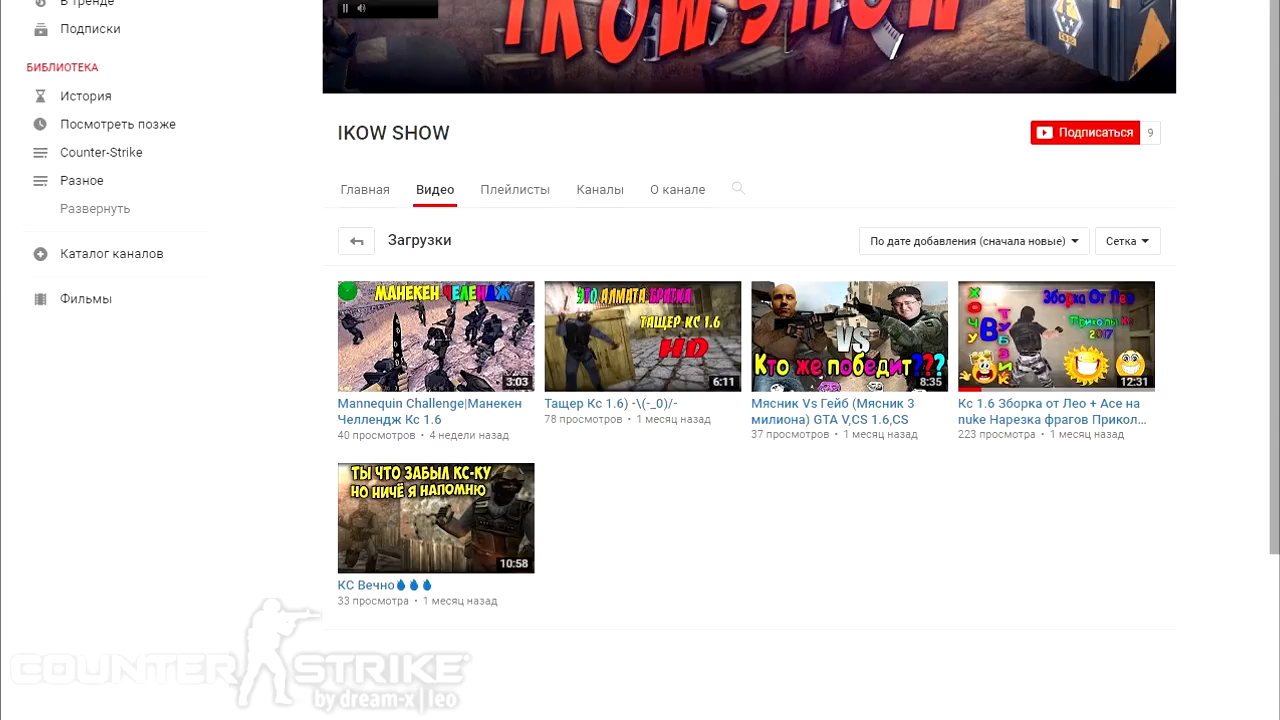 В тренде
IKOW SHOW
Подписки
БИБЛИОТЕКА
История
Посмотреть позже
Counter-Strike
Разное
Развернуть
Каталог каналов
Фильмы
IKOW SHOW
Подписаться 9
Главная Видео Плейлисты Каналы О канале
Загрузки
По дате добавления (сначала новые) Сетка
МАНЕКЕН ЧЕЛЕНДЖ
3:03
Mannequin Challenge|Манекен
Челлендж Кс 1.6
40 просмотров • 4 недели назад
ЭТО АЛМАТА БРАТКА
ТАЩЕР КС 1.6
HD
6:11
Тащер Кс 1.6) -\(-_0)/-
78 просмотров • 1 месяц назад
VS
Кто же победит???
8:35
Мясник Vs Гейб (Мясник 3
милиона) GTA V,CS 1.6,CS
37 просмотров • 1 месяц назад
ХОЧУ
В
ТУБЗИК
Зборка От Лео
Приколы Кс
2017
12:31
Кс 1.6 Зборка от Лео + Асе на
nuke Нарезка фрагов Прикол...
223 просмотра • 1 месяц назад
ТЫ ЧТО ЗАБЫЛ КС-КУ
НО НИЧЁ Я НАПОМНЮ
10:58
КС Вечно💧💧💧
33 просмотра • 1 месяц назад
COUNTER STRIKE
by dream-x | leo